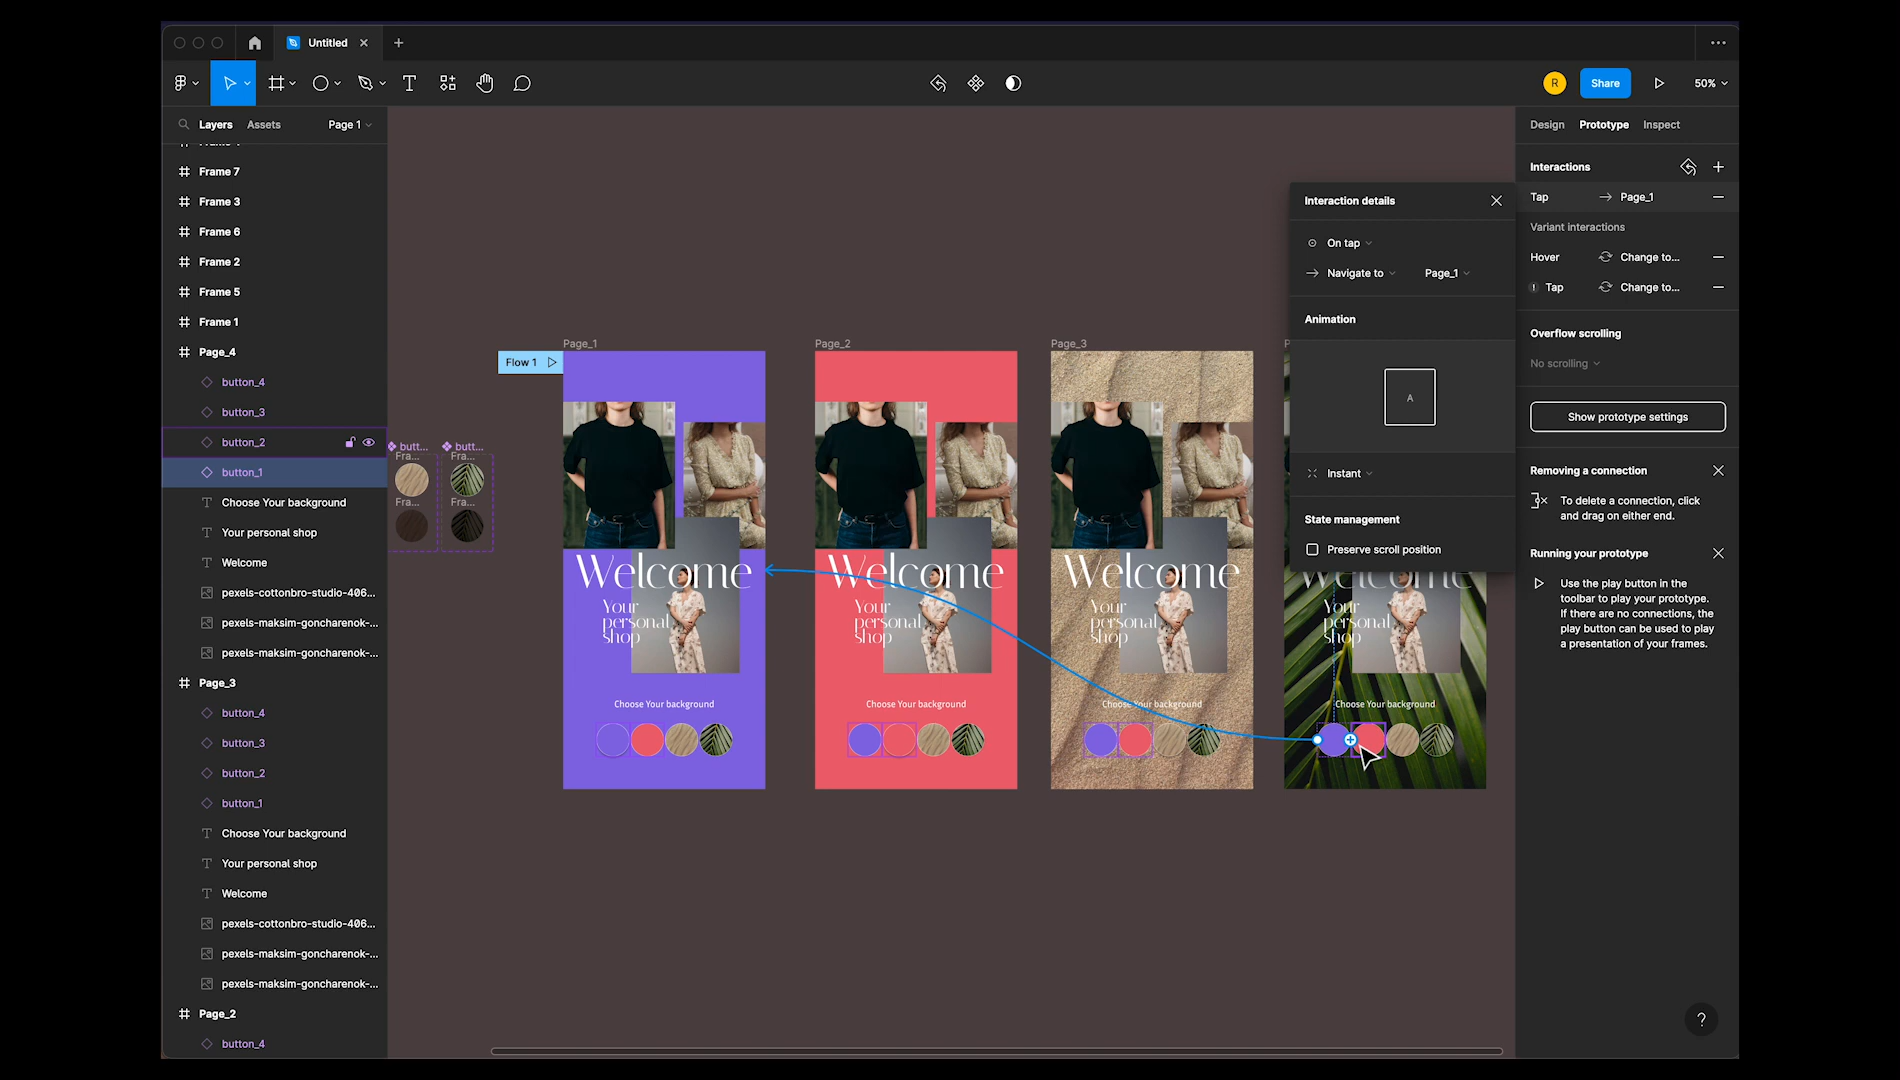 Untitled
R
Share
50%
Layers
Assets
Page 1
Frame 7
Frame 3
Frame 6
Frame 2
Frame 5
Frame 1
Page_4
button_4
button_3
button_2
button_1
Choose Your background
Your personal shop
Welcome
pexels-cottonbro-studio-406...
pexels-maksim-goncharenok-...
pexels-maksim-goncharenok-...
Page_3
button_4
button_3
button_2
button_1
Choose Your background
Your personal shop
Welcome
pexels-cottonbro-studio-406...
pexels-maksim-goncharenok-...
pexels-maksim-goncharenok-...
Page_2
button_4
butt...
butt...
Fra...
Fra...
Fra...
Fra...
Flow 1
Page_1
Welcome
Your
personal
shop
Choose Your background
Page_2
Welcome
Your
personal
shop
Choose Your background
Page_3
Welcome
Your
personal
shop
Choose Your background
Welcome
Your
personal
shop
Choose Your background
Interaction details
On tap
Navigate to
Page_1
Animation
A
Instant
State management
Preserve scroll position
Design
Prototype
Inspect
Interactions
Tap
Page_1
Variant interactions
Hover
Change to...
Tap
Change to...
Overflow scrolling
No scrolling
Show prototype settings
Removing a connection
To delete a connection, click
and drag on either end.
Running your prototype
Use the play button in the
toolbar to play your prototype.
If there are no connections, the
play button can be used to play
a presentation of your frames.
?